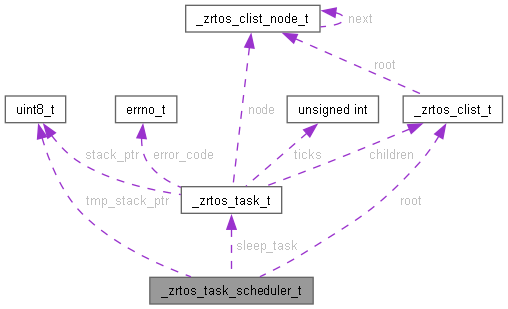 _zrtos_clist_node_t
next
root
uint8_t
errno_t
node
unsigned int
_zrtos_clist_t
stack_ptr
error_code
ticks
children
tmp_stack_ptr
_zrtos_task_t
root
sleep_task
_zrtos_task_scheduler_t